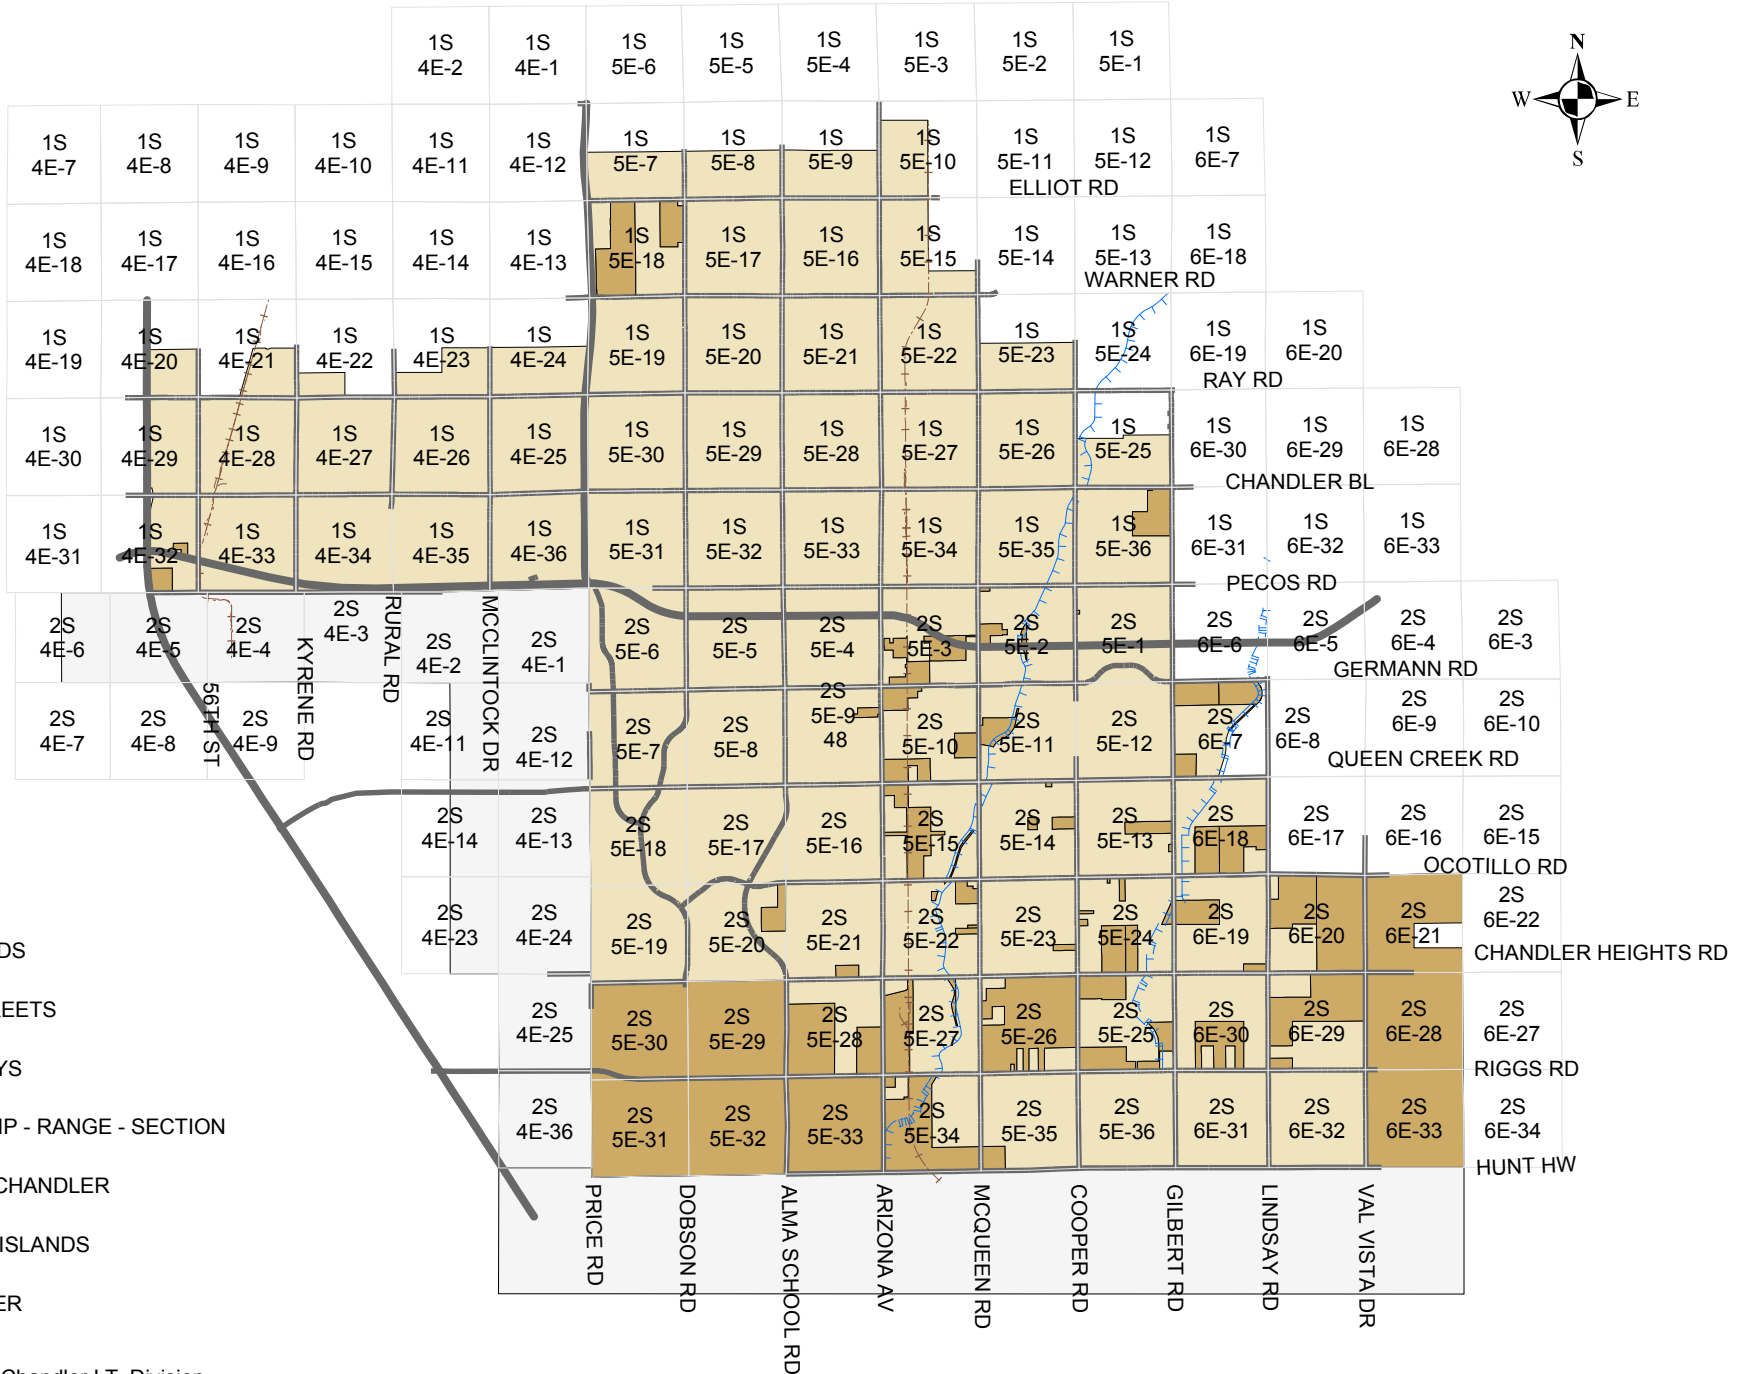 1S 1S 1S 1S 1S 1S 1S 1S
4E-2 4E-1 5E-6 5E-5 5E-4 5E-3 5E-2 5E-1
N
W E
S
1S 1S 1S 1S 1S 1S 1S 1S 1S 1S 1S 1S 1S
4E-7 4E-8 4E-9 4E-10 4E-11 4E-12 5E-7 5E-8 5E-9 5E-10 5E-11 5E-12 6E-7
ELLIOT RD
1S 1S 1S 1S 1S 1S 1S 1S 1S 1S 1S 1S 1S
4E-18 4E-17 4E-16 4E-15 4E-14 4E-13 5E-18 5E-17 5E-16 5E-15 5E-14 5E-13 6E-18
WARNER RD
1S 1S 1S 1S 1S 1S 1S 1S 1S 1S 1S 1S 1S 1S
4E-19 4E-20 4E-21 4E-22 4E-23 4E-24 5E-19 5E-20 5E-21 5E-22 5E-23 5E-24 6E-19 6E-20
RAY RD
1S 1S 1S 1S 1S 1S 1S 1S 1S 1S 1S 1S 1S 1S 1S
4E-30 4E-29 4E-28 4E-27 4E-26 4E-25 5E-30 5E-29 5E-28 5E-27 5E-26 5E-25 6E-30 6E-29 6E-28
CHANDLER BL
1S 1S 1S 1S 1S 1S 1S 1S 1S 1S 1S 1S 1S 1S 1S
4E-31 4E-32 4E-33 4E-34 4E-35 4E-36 5E-31 5E-32 5E-33 5E-34 5E-35 5E-36 6E-31 6E-32 6E-33
PECOS RD
2S 2S 2S 2S 2S 2S 2S 2S 2S 2S 2S 2S 2S 2S 2S 2S
4E-6 4E-5 4E-4 4E-3 4E-2 4E-1 5E-6 5E-5 5E-4 5E-3 5E-2 5E-1 6E-6 6E-5 6E-4 6E-3
GERMANN RD
56TH ST
KYRENE RD
RURAL RD
MCCLINTOCK DR
2S 2S 2S 2S 2S 2S 2S 2S 2S 2S 2S 2S 2S 2S 2S
4E-7 4E-8 4E-9 4E-11 4E-12 5E-7 5E-8 5E-9 5E-10 5E-11 5E-12 6E-7 6E-8 6E-9 6E-10
48
QUEEN CREEK RD
2S 2S 2S 2S 2S 2S 2S 2S 2S 2S 2S 2S
4E-14 4E-13 5E-18 5E-17 5E-16 5E-15 5E-14 5E-13 6E-18 6E-17 6E-16 6E-15
OCOTILLO RD
2S 2S 2S 2S 2S 2S 2S 2S 2S 2S 2S 2S
4E-23 4E-24 5E-19 5E-20 5E-21 5E-22 5E-23 5E-24 6E-19 6E-20 6E-21 6E-22
DS
CHANDLER HEIGHTS RD
2S 2S 2S 2S 2S 2S 2S 2S 2S 2S 2S
4E-25 5E-30 5E-29 5E-28 5E-27 5E-26 5E-25 6E-30 6E-29 6E-28 6E-27
EETS
YS
RIGGS RD
2S 2S 2S 2S 2S 2S 2S 2S 2S 2S 2S
4E-36 5E-31 5E-32 5E-33 5E-34 5E-35 5E-36 6E-31 6E-32 6E-33 6E-34
IP - RANGE - SECTION
HUNT HW
CHANDLER
ISLANDS
ER
PRICE RD
DOBSON RD
ALMA SCHOOL RD
ARIZONA AV
MCQUEEN RD
COOPER RD
GILBERT RD
LINDSAY RD
VAL VISTA DR